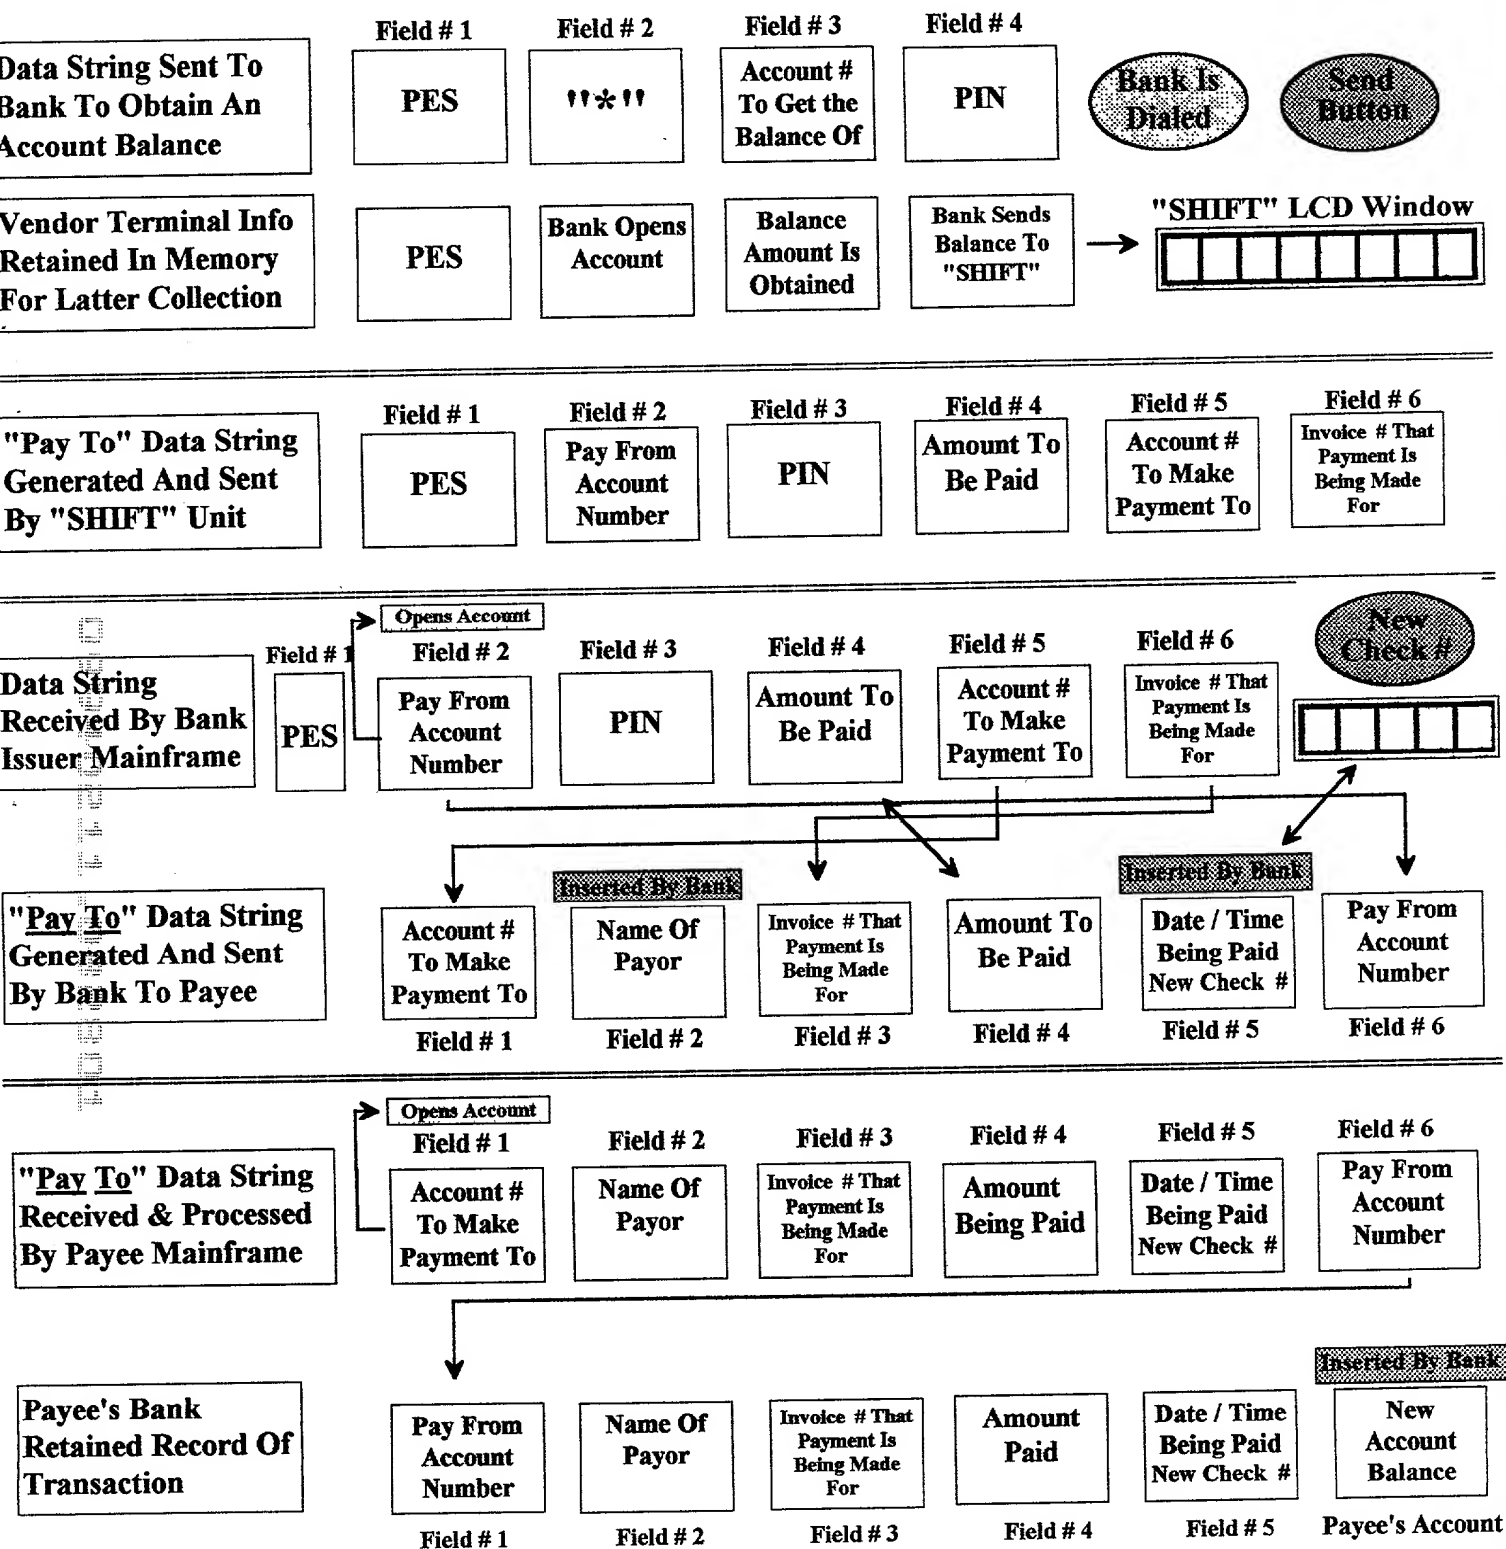 Field # 1
Field # 2
Field # 3
Field # 4
Data String Sent To
Bank To Obtain An
Account Balance
PES
"*"
Account #
To Get the
Balance Of
PIN
Bank Is
Dialed
Send
Button
Vendor Terminal Info
Retained In Memory
For Latter Collection
PES
Bank Opens
Account
Balance
Amount Is
Obtained
Bank Sends
Balance To
"SHIFT"
"SHIFT" LCD Window
Field # 1
Field # 2
Field # 3
Field # 4
Field # 5
Field # 6
"Pay To" Data String
Generated And Sent
By "SHIFT" Unit
PES
Pay From
Account
Number
PIN
Amount To
Be Paid
Account #
To Make
Payment To
Invoice # That
Payment Is
Being Made
For
Opens Account
Field # 1
Field # 2
Field # 3
Field # 4
Field # 5
Field # 6
New
Check #
Data String
Received By Bank
Issuer Mainframe
PES
Pay From
Account
Number
PIN
Amount To
Be Paid
Account #
To Make
Payment To
Invoice # That
Payment Is
Being Made
For
Inserted By Bank
Inserted By Bank
"Pay To" Data String
Generated And Sent
By Bank To Payee
Account #
To Make
Payment To
Name Of
Payor
Invoice # That
Payment Is
Being Made
For
Amount To
Be Paid
Date / Time
Being Paid
New Check #
Pay From
Account
Number
Field # 1
Field # 2
Field # 3
Field # 4
Field # 5
Field # 6
Opens Account
Field # 1
Field # 2
Field # 3
Field # 4
Field # 5
Field # 6
"Pay To" Data String
Received & Processed
By Payee Mainframe
Account #
To Make
Payment To
Name Of
Payor
Invoice # That
Payment Is
Being Made
For
Amount
Being Paid
Date / Time
Being Paid
New Check #
Pay From
Account
Number
Inserted By Bank
Payee's Bank
Retained Record Of
Transaction
Pay From
Account
Number
Name Of
Payor
Invoice # That
Payment Is
Being Made
For
Amount
Paid
Date / Time
Being Paid
New Check #
New
Account
Balance
Field # 1
Field # 2
Field # 3
Field # 4
Field # 5
Payee's Account